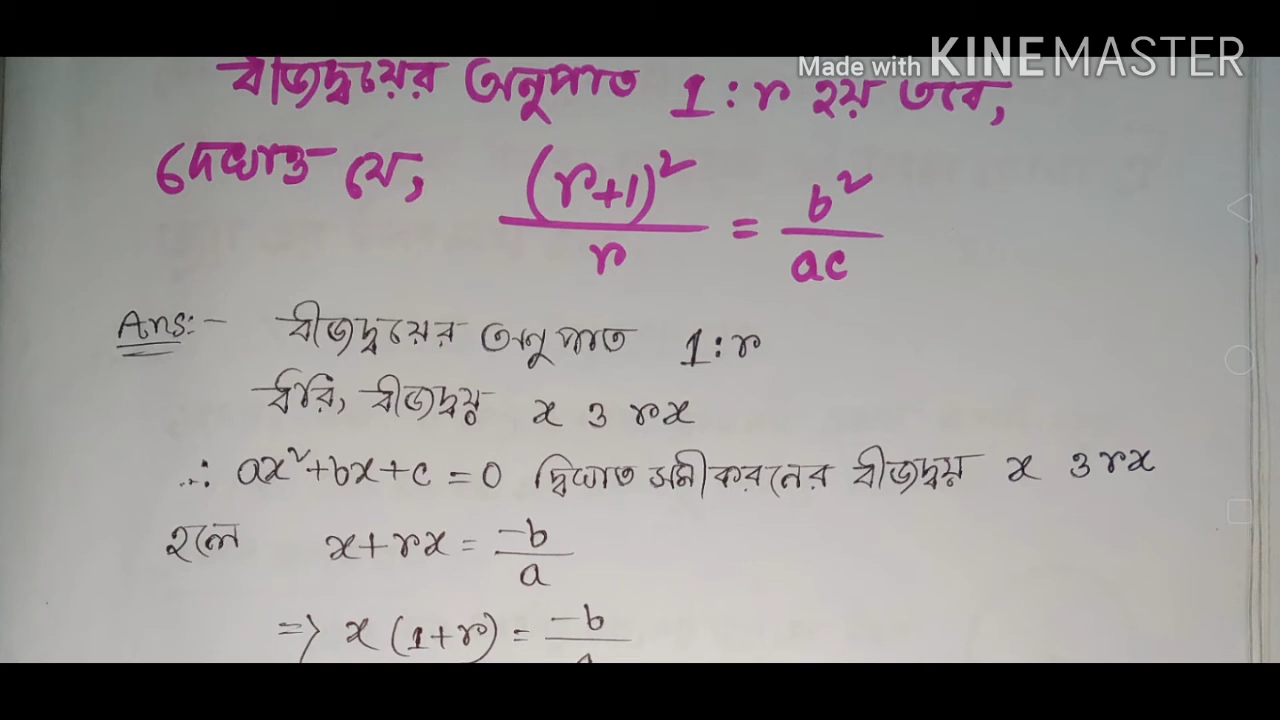 Made with KINEMASTER
বীজদ্বয়ের অনুপাত 1 : r হয় তবে,
দেখাও যে, (r+1)² / r = b² / ac
Ans:- বীজদ্বয়ের অনুপাত 1 : r
ধরি, বীজদ্বয় x ও rx
∴ ax²+bx+c = 0 দ্বিঘাত সমীকরনের বীজদ্বয় x ও rx
হলে x+rx = -b / a
=> x (1+r) = -b / a